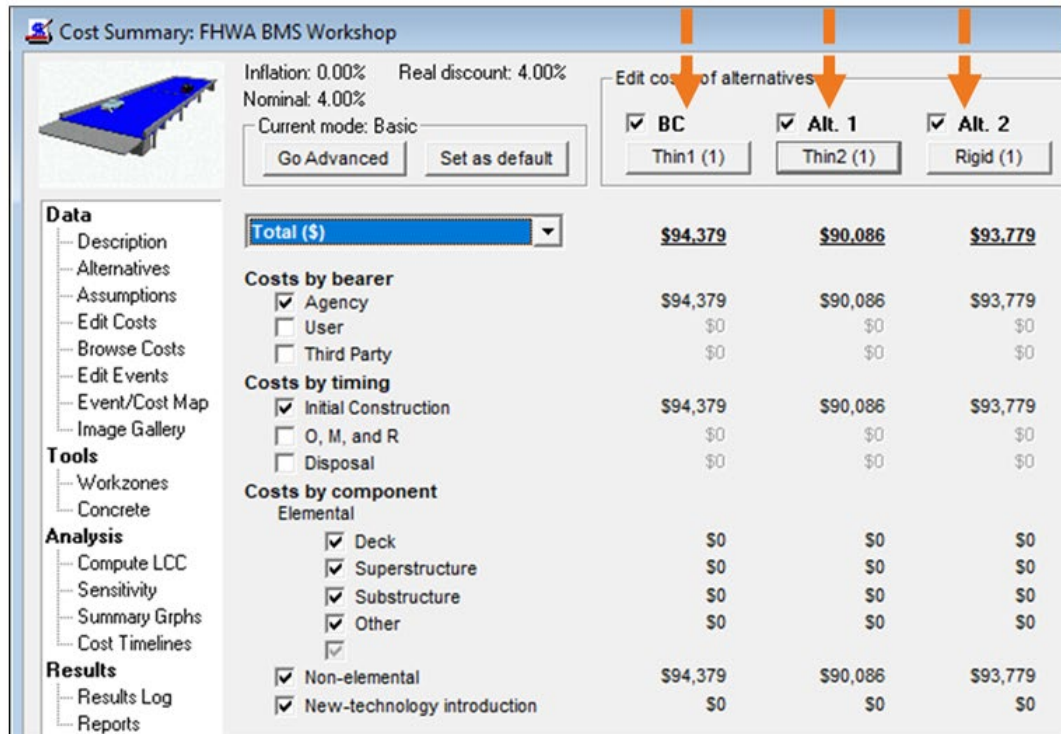 Cost Summary: FHWA BMS Workshop
Inflation: 0.00% Real discount: 4.00%
Nominal: 4.00%
Current mode: Basic
Go Advanced Set as default
Edit of alternatives
BC Alt. 1 Alt. 2
Thin1 (1) Thin2 (1) Rigid (1)
Data
Description
Alternatives
Assumptions
Edit Costs
Browse Costs
Edit Events
Event/Cost Map
Image Gallery
Tools
Workzones
Concrete
Analysis
Compute LCC
Sensitivity
Summary Grphs
Cost Timelines
Results
Results Log
Reports
Total ($) $94,379 $90,086 $93,779
Costs by bearer
Agency $94,379 $90,086 $93,779
User $0 $0 $0
Third Party $0 $0 $0
Costs by timing
Initial Construction $94,379 $90,086 $93,779
O, M, and R $0 $0 $0
Disposal $0 $0 $0
Costs by component
Elemental
Deck $0 $0 $0
Superstructure $0 $0 $0
Substructure $0 $0 $0
Other $0 $0 $0
Non-elemental $94,379 $90,086 $93,779
New-technology introduction $0 $0 $0